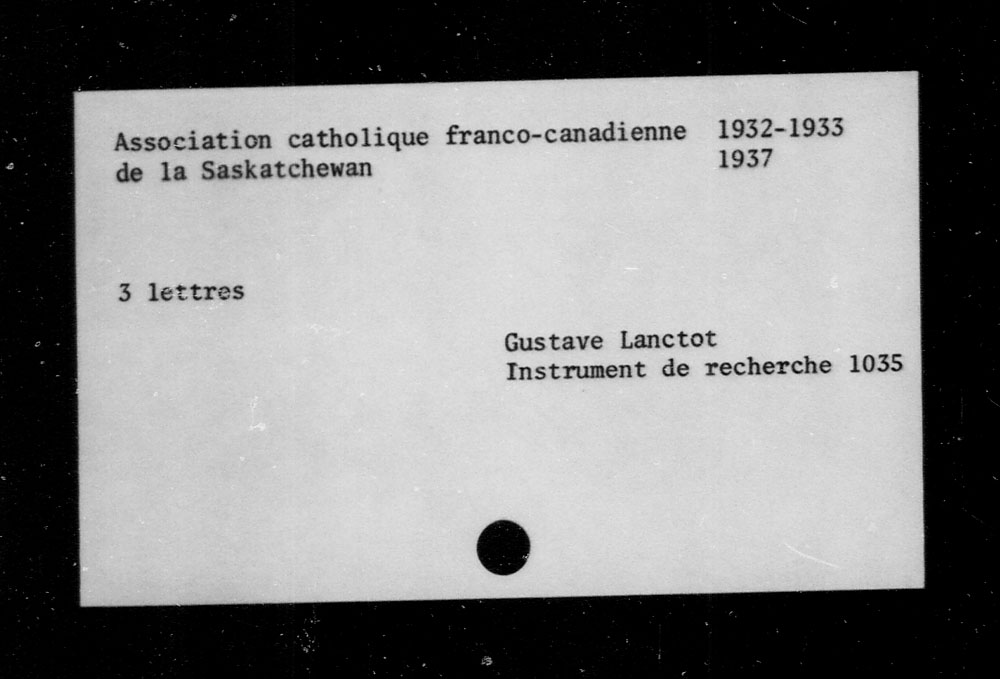 Association catholique franco-canadienne 1932-1933
de la Saskatchewan 1937
3 lettres
Gustave Lanctot
Instrument de recherche 1035